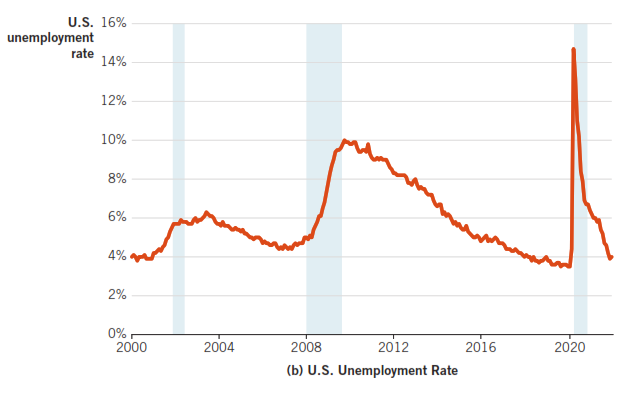 U.S.
unemployment
rate
16%
14%
12%
10%
8%
6%
4%
2%
0%
2000 2004 2008 2012 2016 2020
(b) U.S. Unemployment Rate